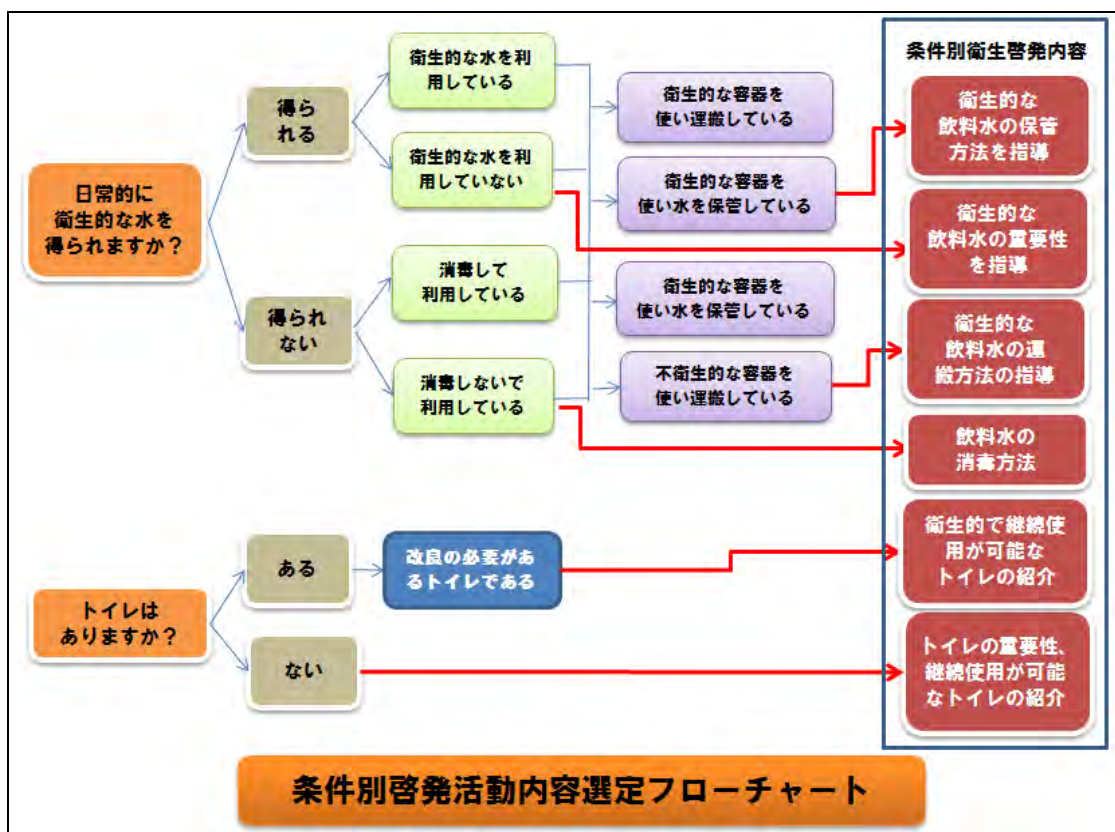 条件別衛生啓発内容
日常的に
衛生的な水を
得られますか？
得ら
れる
得られ
ない
衛生的な水を利
用している
衛生的な水を利
用していない
消毒して
利用している
消毒しないで
利用している
衛生的な容器を
使い運搬している
衛生的な容器を
使い水を保管している
衛生的な容器を
使い水を保管している
不衛生的な容器を
使い運搬している
衛生的な
飲料水の保管
方法を指導
衛生的な
飲料水の重要性
を指導
衛生的な
飲料水の運
搬方法の指導
飲料水の
消毒方法
トイレは
ありますか？
ある
ない
改良の必要があ
るトイレである
衛生的で継続使
用が可能な
トイレの紹介
トイレの重要性、
継続使用が可能
なトイレの紹介
条件別啓発活動内容選定フローチャート